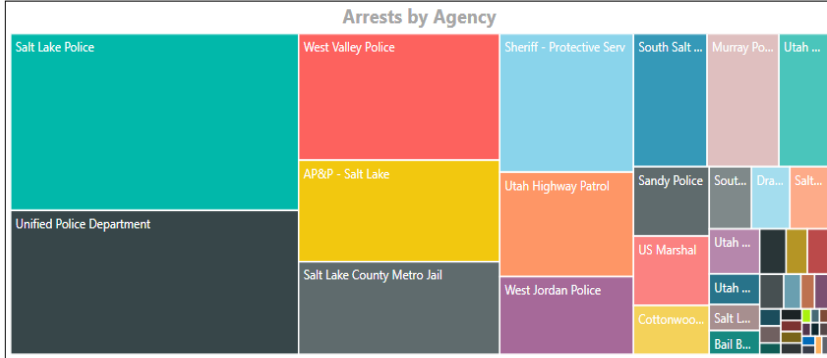 Arrests by Agency
Salt Lake Police
Unified Police Department
West Valley Police
AP&P - Salt Lake
Salt Lake County Metro Jail
Sheriff - Protective Serv
Utah Highway Patrol
West Jordan Police
South Salt ...
Murray Po...
Utah ...
Sandy Police
US Marshal
Cottonwoo...
Sout...
Dra...
Salt...
Utah ...
Utah ...
Salt L...
Bail B...